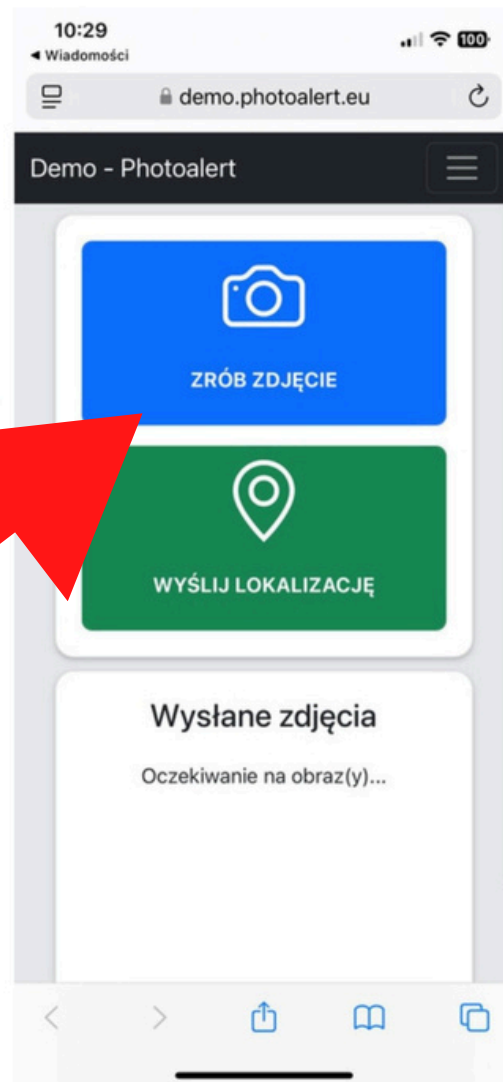 10:29
◀ Wiadomości
100
demo.photoalert.eu
Demo - Photoalert
ZRÓB ZDJĘCIE
WYŚLIJ LOKALIZACJĘ
Wysłane zdjęcia
Oczekiwanie na obraz(y)...